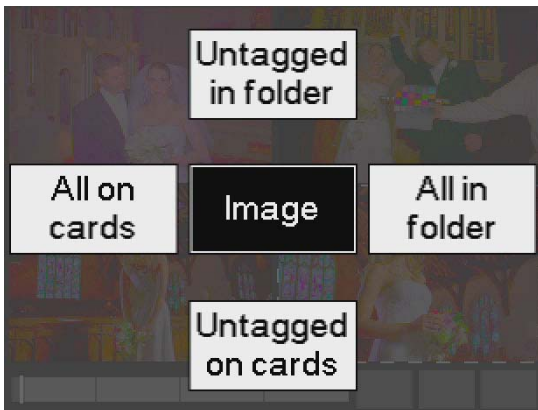 Untagged
in folder
All on
cards
Image
All in
folder
Untagged
on cards